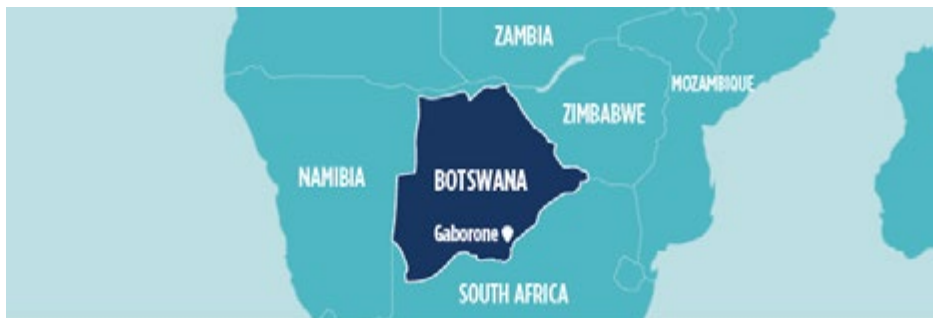 ZAMBIA
MOZAMBIQUE
ZIMBABWE
NAMIBIA
BOTSWANA
Gaborone
SOUTH AFRICA